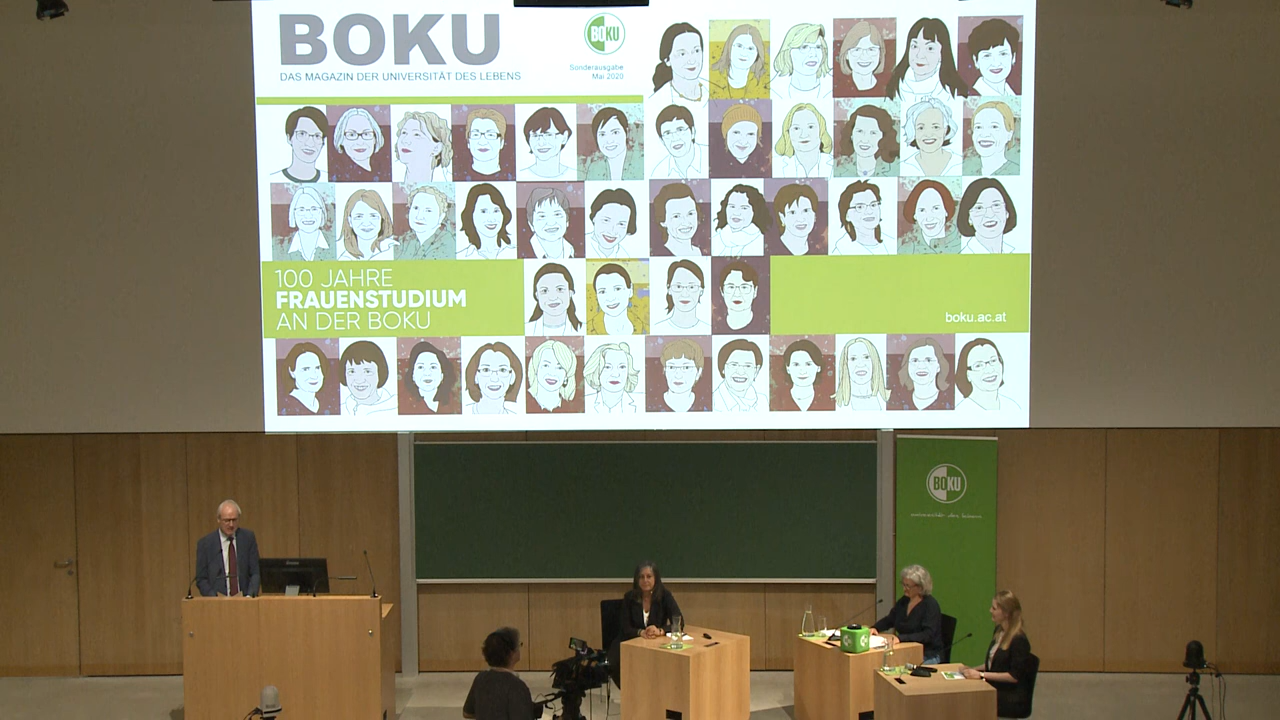 BOKU
DAS MAGAZIN DER UNIVERSITÄT DES LEBENS
BOKU
Sonderausgabe
Mai 2020
100 JAHRE
FRAUENSTUDIUM
AN DER BOKU
boku.ac.at
BOKU